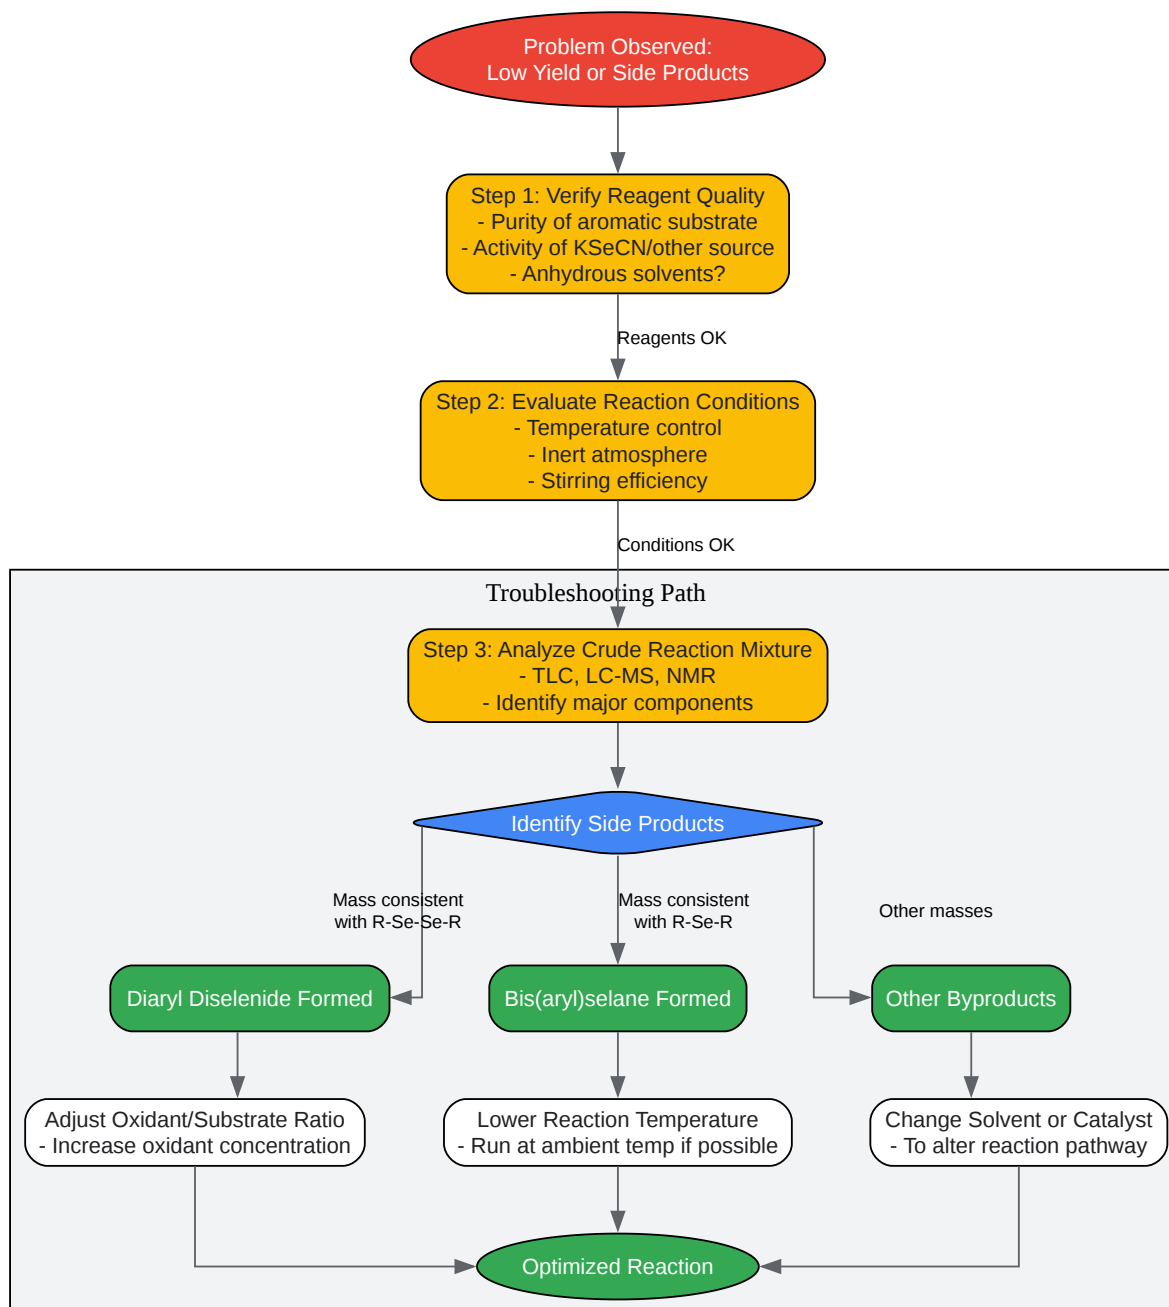 Problem Observed:
Low Yield or Side Products
Step 1: Verify Reagent Quality
- Purity of aromatic substrate
- Activity of KSeCN/other source
- Anhydrous solvents?
Reagents OK
Step 2: Evaluate Reaction Conditions
- Temperature control
- Inert atmosphere
- Stirring efficiency
Conditions OK
Troubleshooting Path
Step 3: Analyze Crude Reaction Mixture
- TLC, LC-MS, NMR
- Identify major components
Identify Side Products
Mass consistent
with R-Se-Se-R
Mass consistent
with R-Se-R
Other masses
Diaryl Diselenide Formed
Bis(aryl)selane Formed
Other Byproducts
Adjust Oxidant/Substrate Ratio
- Increase oxidant concentration
Lower Reaction Temperature
- Run at ambient temp if possible
Change Solvent or Catalyst
- To alter reaction pathway
Optimized Reaction